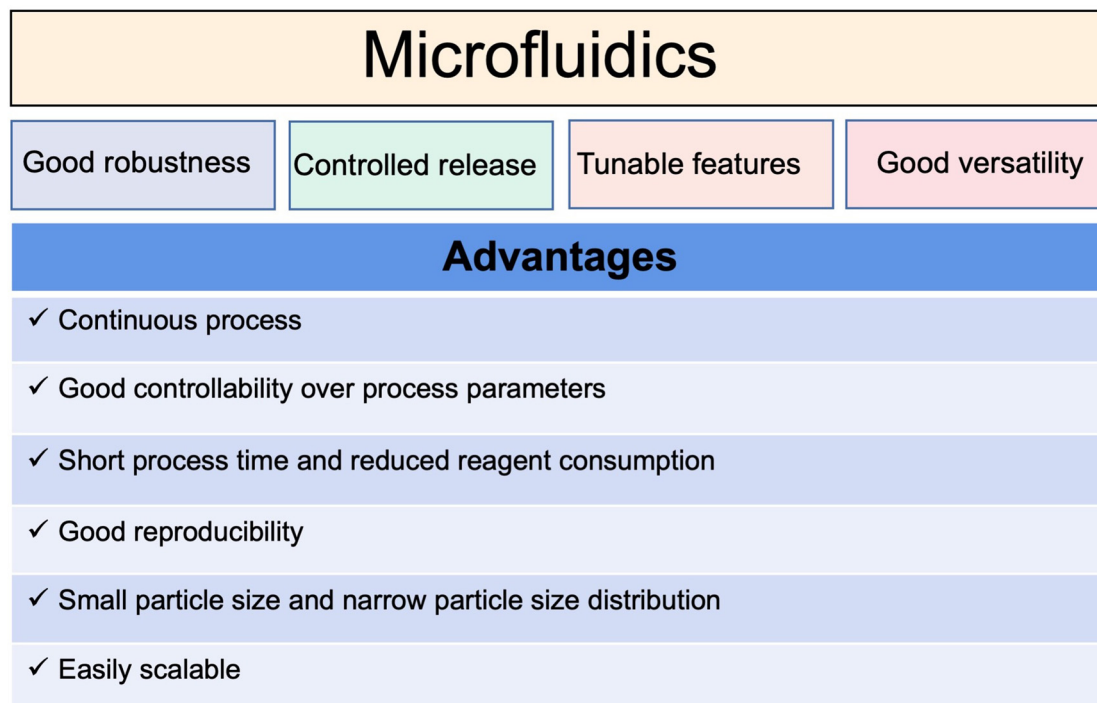 Microfluidics
Good robustness
Controlled release
Tunable features
Good versatility
Advantages
✓ Continuous process
✓ Good controllability over process parameters
✓ Short process time and reduced reagent consumption
✓ Good reproducibility
✓ Small particle size and narrow particle size distribution
✓ Easily scalable